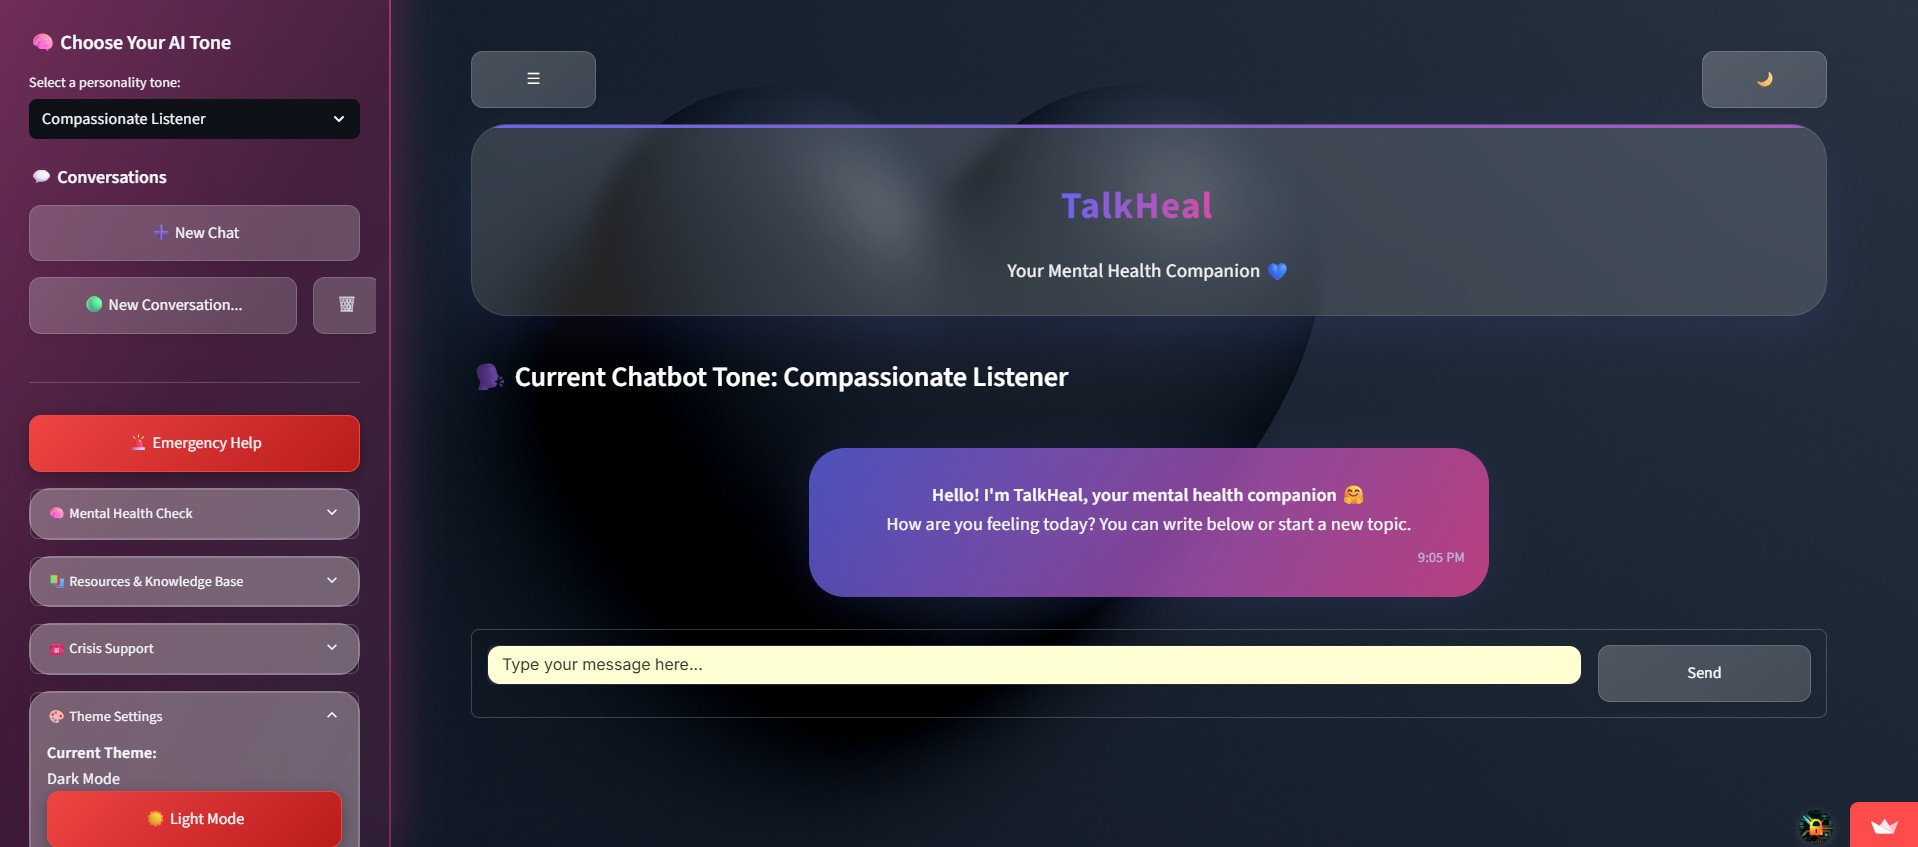 Choose Your AI Tone
Select a personality tone:
Compassionate Listener
Conversations
New Chat
New Conversation...
Emergency Help
Mental Health Check
Resources & Knowledge Base
Crisis Support
Theme Settings
Current Theme:
Dark Mode
Light Mode
TalkHeal
Your Mental Health Companion 💙
Current Chatbot Tone: Compassionate Listener
Hello! I'm TalkHeal, your mental health companion 🤗
How are you feeling today? You can write below or start a new topic.
9:05 PM
Type your message here...
Send